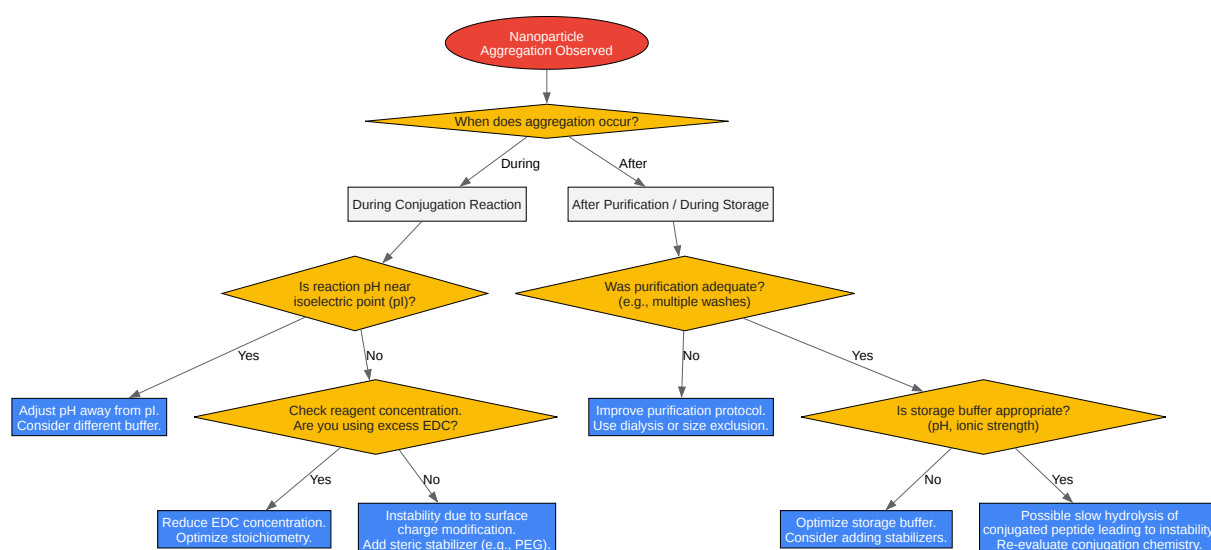 Nanoparticle
Aggregation Observed
When does aggregation occur?
During
After
During Conjugation Reaction
After Purification / During Storage
Is reaction pH near
isoelectric point (pI)?
Was purification adequate?
(e.g., multiple washes)
Yes
No
No
Yes
Adjust pH away from pI.
Consider different buffer.
Check reagent concentration.
Are you using excess EDC?
Improve purification protocol.
Use dialysis or size exclusion.
Is storage buffer appropriate?
(pH, ionic strength)
Yes
No
No
Yes
Reduce EDC concentration.
Optimize stoichiometry.
Instability due to surface
charge modification.
Add steric stabilizer (e.g., PEG).
Optimize storage buffer.
Consider adding stabilizers.
Possible slow hydrolysis of
conjugated peptide leading to instability
Re-evaluate conjugation chemistry.